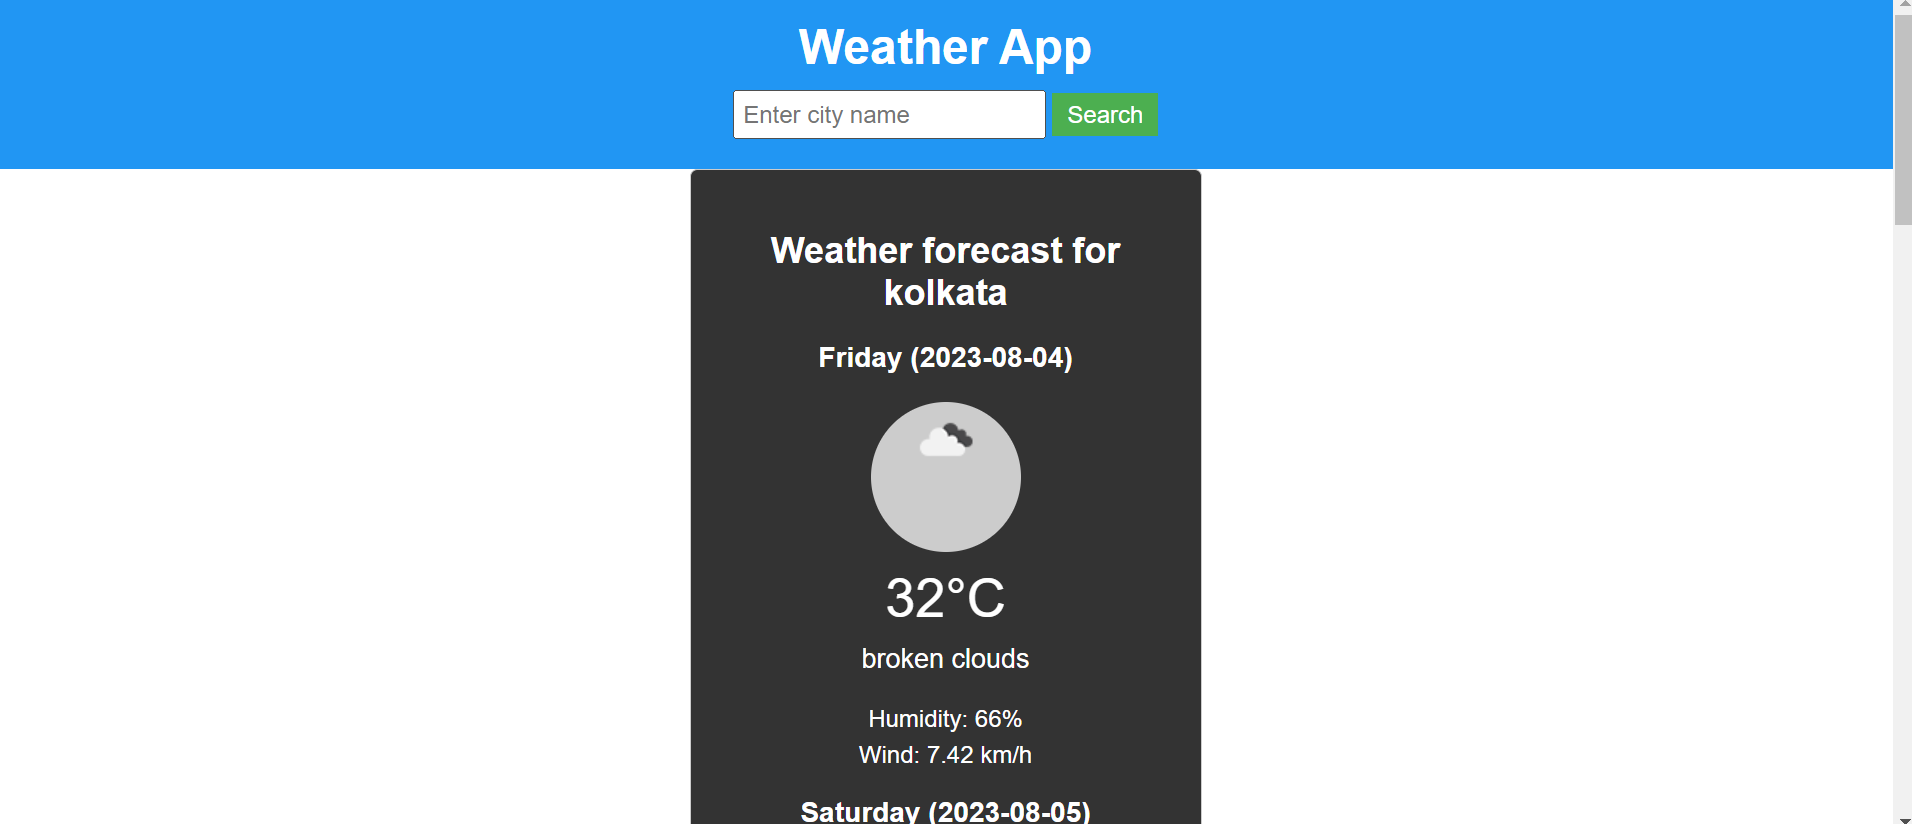 Weather App
Enter city name
Search
Weather forecast for
kolkata
Friday (2023-08-04)
32°C
broken clouds
Humidity: 66%
Wind: 7.42 km/h
Saturday (2023-08-05)